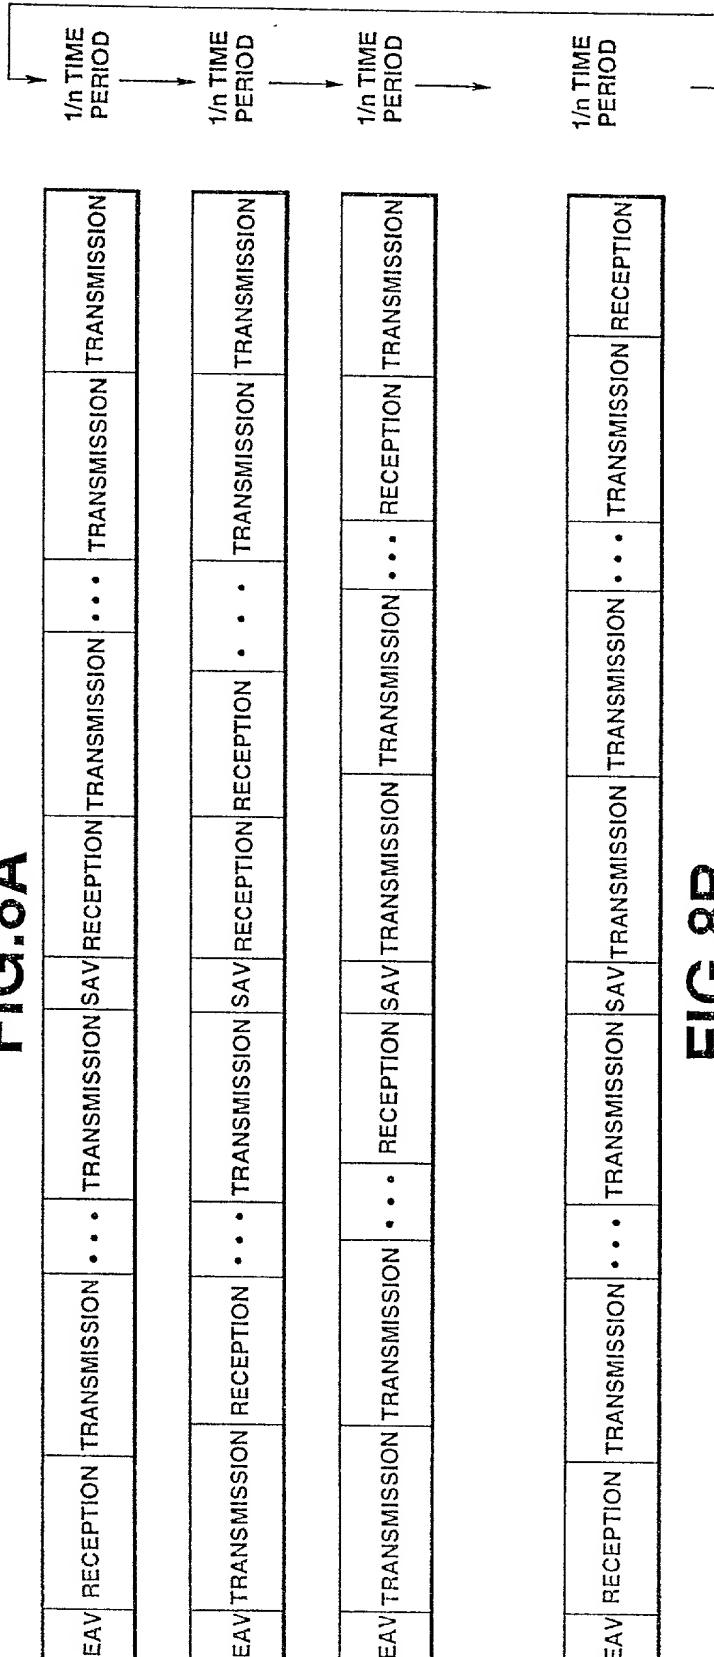 FIG.8A
EAV RECEPTION TRANSMISSION ... TRANSMISSION SAV RECEPTION TRANSMISSION ... TRANSMISSION TRANSMISSION
1/n TIME
PERIOD
EAV TRANSMISSION RECEPTION ... TRANSMISSION SAV RECEPTION RECEPTION ... TRANSMISSION TRANSMISSION
1/n TIME
PERIOD
EAV TRANSMISSION TRANSMISSION ... RECEPTION SAV TRANSMISSION TRANSMISSION ... RECEPTION TRANSMISSION
1/n TIME
PERIOD
EAV RECEPTION TRANSMISSION ... TRANSMISSION SAV TRANSMISSION TRANSMISSION ... TRANSMISSION RECEPTION
1/n TIME
PERIOD